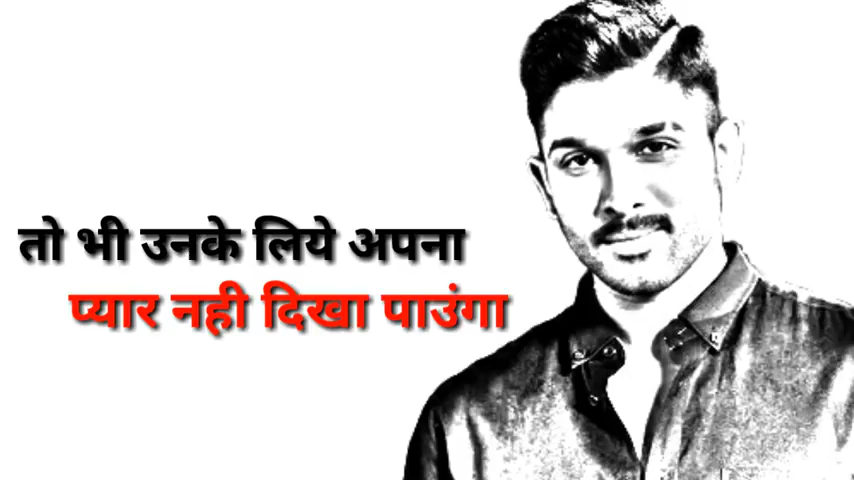 तो भी उनके लिये अपना
प्यार नही दिखा पाउंगा